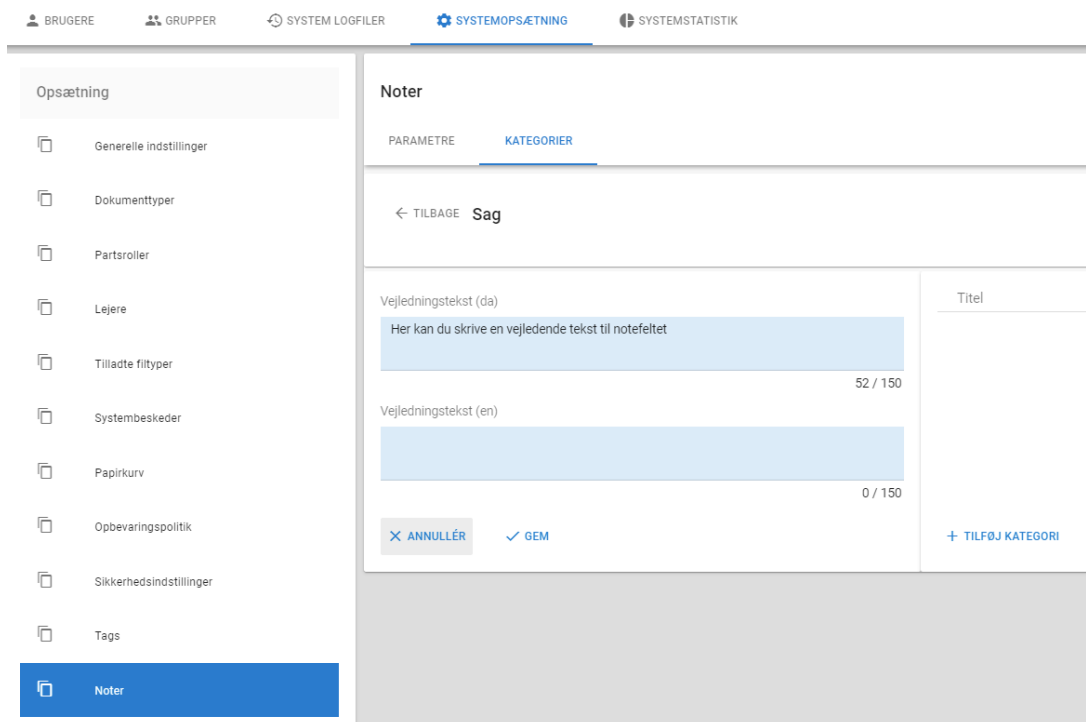 BRUGERE GRUPPER SYSTEM LOGFILER SYSTEMOPSÆTNING SYSTEMSTATISTIK
Opsætning
Generelle indstillinger
Dokumenttyper
Partsroller
Lejere
Tilladte filtyper
Systembeskeder
Papirkurv
Opbevaringspolitik
Sikkerhedsindstillinger
Tags
Noter
Noter
PARAMETRE KATEGORIER
TILBAGE Sag
Vejledningstekst (da)
Her kan du skrive en vejledende tekst til notefeltet
52 / 150
Vejledningstekst (en)
0 / 150
ANNULLÉR GEM
Titel
TILFØJ KATEGORI